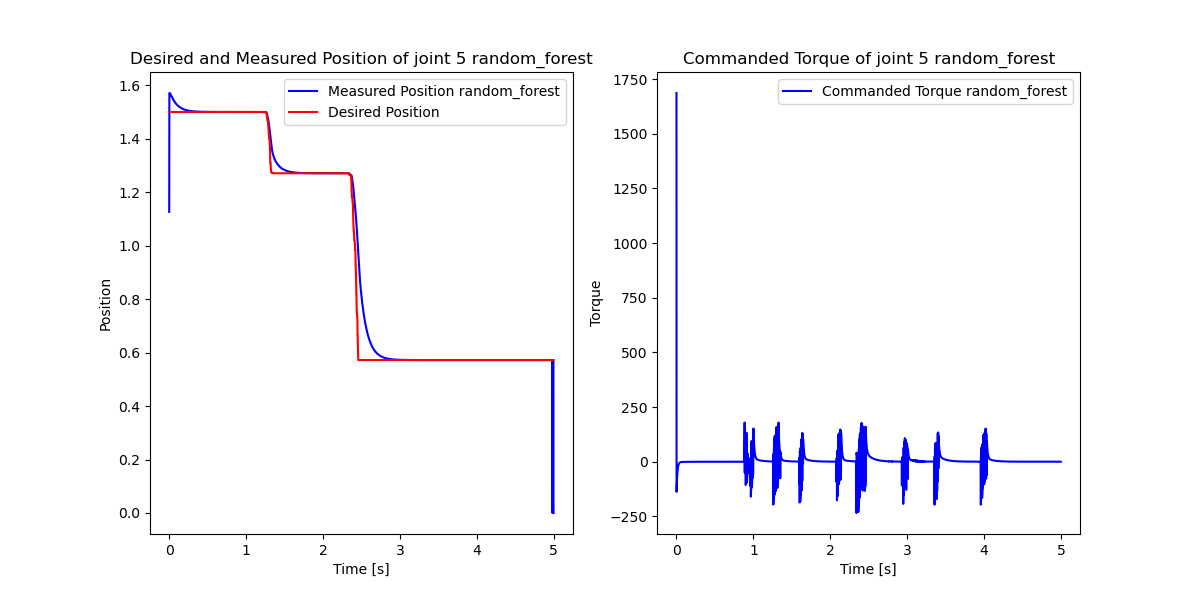 Desired and Measured Position of joint 5 random_forest
Measured Position random_forest
Desired Position
Position
1.6
1.4
1.2
1.0
0.8
0.6
0.4
0.2
0.0
0 1 2 3 4 5
Time [s]
Commanded Torque of joint 5 random_forest
Commanded Torque random_forest
Torque
1750
1500
1250
1000
750
500
250
0
−250
0 1 2 3 4 5
Time [s]